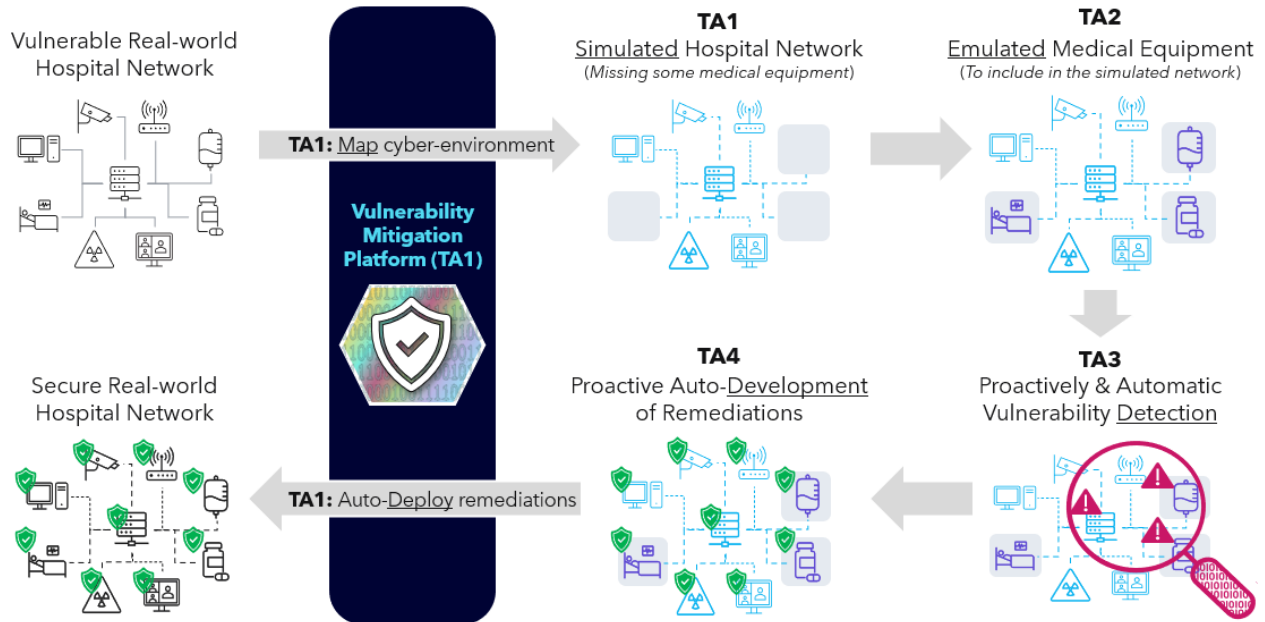 Vulnerable Real-world
Hospital Network
TA1: Map cyber-environment
TA1
Simulated Hospital Network
(Missing some medical equipment)
TA2
Emulated Medical Equipment
(To include in the simulated network)
Vulnerability
Mitigation
Platform (TA1)
Secure Real-world
Hospital Network
TA1: Auto-Deploy remediations
TA4
Proactive Auto-Development
of Remediations
TA3
Proactively & Automatic
Vulnerability Detection